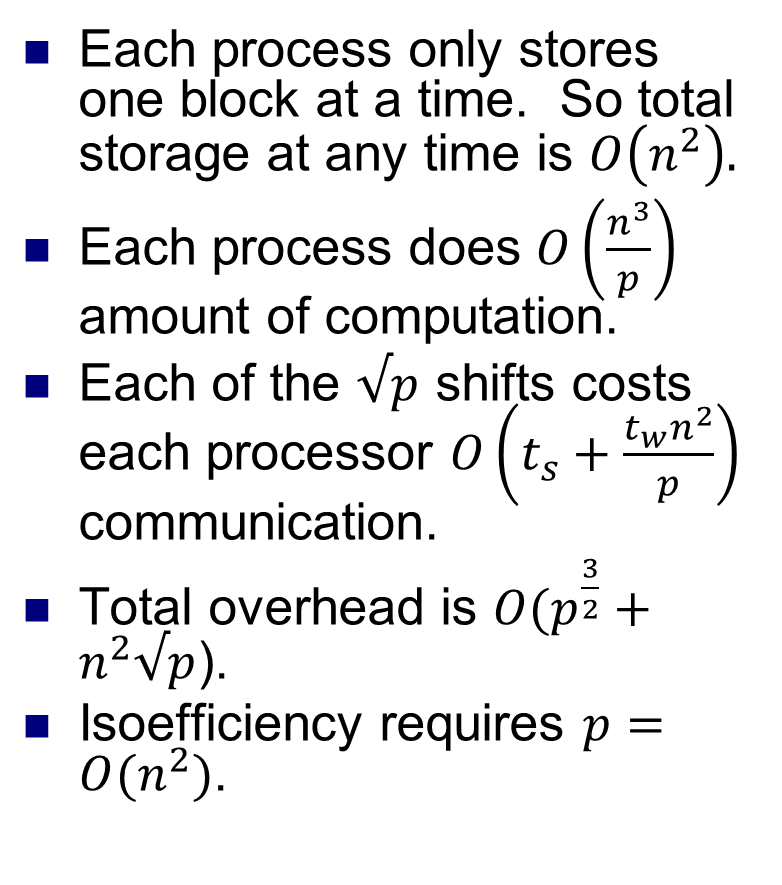 ■ Each process only stores
one block at a time.  So total
storage at any time is 𝑂(𝑛²).
■ Each process does 𝑂(𝑛³/𝑝)
amount of computation.
■ Each of the √𝑝 shifts costs
each processor 𝑂(𝑡ₛ + 𝑡_𝑤𝑛²/𝑝)
communication.
■ Total overhead is 𝑂(𝑝^(3/2) +
𝑛²√𝑝).
■ Isoefficiency requires 𝑝 =
𝑂(𝑛²).